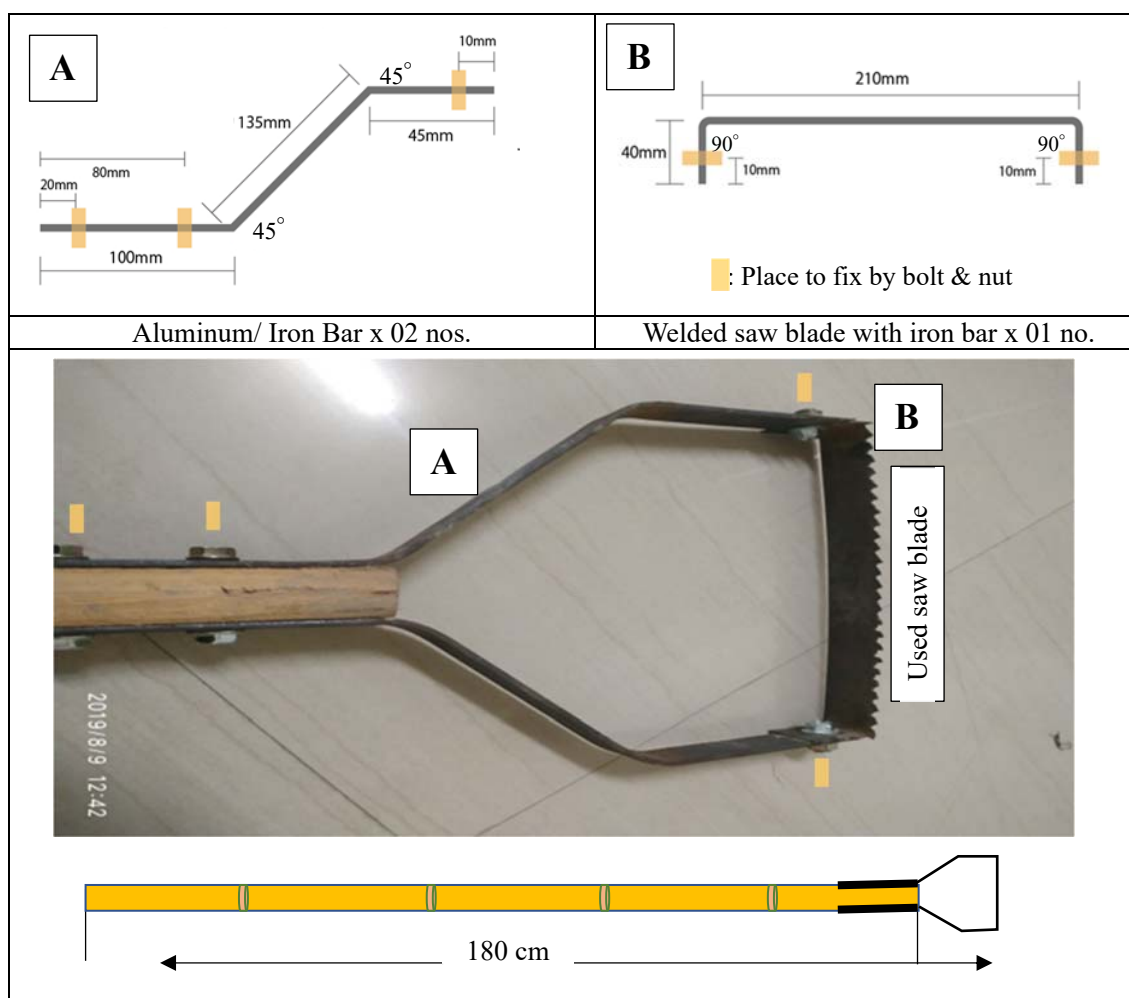 A
45°
10mm
135mm
45mm
80mm
20mm
45°
100mm
B
210mm
90°
90°
40mm
10mm
10mm
: Place to fix by bolt & nut
Aluminum/ Iron Bar x 02 nos.
Welded saw blade with iron bar x 01 no.
A
B
Used saw blade
2019/8/9 12:42
180 cm